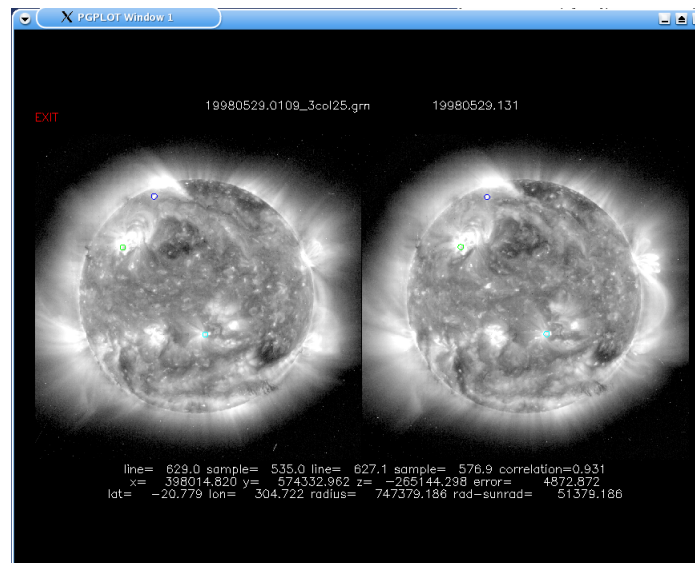 PGPLOT Window 1
19980529.0109_3col25.grn 19980529.131
EXIT
line= 629.0 sample= 535.0 line= 627.1 sample= 576.9 correlation=0.931
x= 398014.820 y= 574332.962 z= -265144.298 error= 4872.872
lat= -20.779 lon= 304.722 radius= 747379.186 rad-sunrad= 51379.186